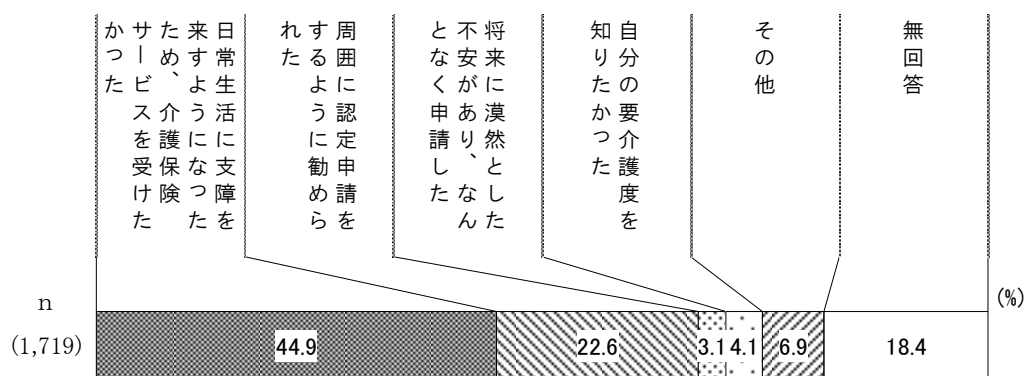 日常生活に支障を
来すようになった
ため、介護保険
サービスを受けた
かった
周囲に認定申請を
するように勧めら
れた
将来に漠然とした
不安があり、なん
となく申請した
自分の要介護度を
知りたかった
その他
無回答
(%)
n
(1,719)
44.9
22.6
3.1
4.1
6.9
18.4